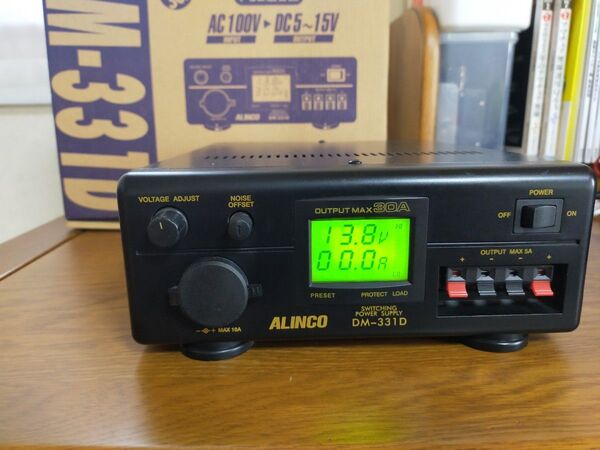 AC100V ▸ DC5~15V
INPUT
OUTPUT
M-331D
ALINCO
VOLTAGE ADJUST
NOISE
OFFSET
OUTPUT MAX 30A
13.8V
00.0A
PRESET PROTECT LOAD
POWER
OFF
ON
OUTPUT MAX 5A
+ - - +
- + MAX 10A
ALINCO
SWITCHING
POWER SUPPLY
DM-331D